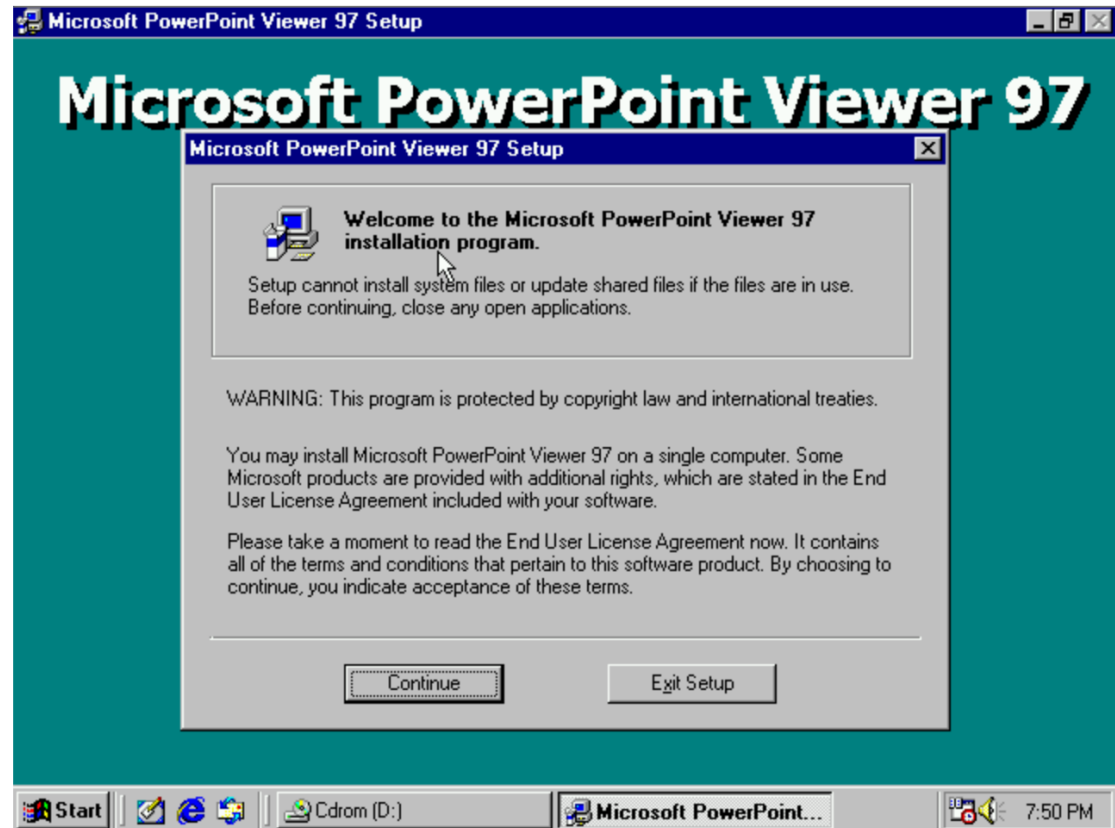 Microsoft PowerPoint Viewer 97 Setup
Microsoft PowerPoint Viewer 97
Microsoft PowerPoint Viewer 97 Setup
Welcome to the Microsoft PowerPoint Viewer 97
installation program.
Setup cannot install system files or update shared files if the files are in use.
Before continuing, close any open applications.
WARNING: This program is protected by copyright law and international treaties.
You may install Microsoft PowerPoint Viewer 97 on a single computer. Some
Microsoft products are provided with additional rights, which are stated in the End
User License Agreement included with your software.
Please take a moment to read the End User License Agreement now. It contains
all of the terms and conditions that pertain to this software product. By choosing to
continue, you indicate acceptance of these terms.
Continue Exit Setup
Start Cdrom (D:) Microsoft PowerPoint... 7:50 PM